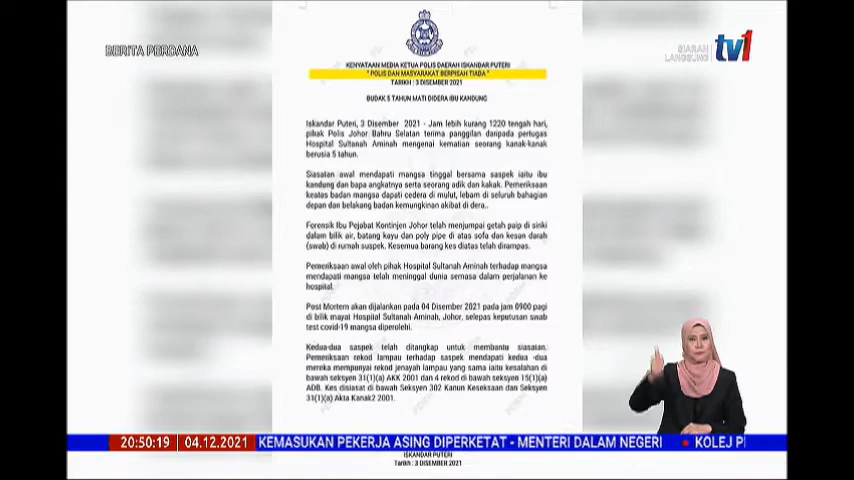 BERITA PERDANA
SIARAN
LANGSUNG
tv1
KENYATAAN MEDIA KETUA POLIS DAERAH ISKANDAR PUTERI
" POLIS DAN MASYARAKAT BERPISAH TIADA "
TARIKH : 3 DISEMBER 2021
BUDAK 5 TAHUN MATI DIDERA IBU KANDUNG
Iskandar Puteri, 3 Disember 2021 - Jam lebih kurang 1220 tengah hari,
pihak Polis Johor Bahru Selatan terima panggilan daripada pertugas
Hospital Sultanah Aminah mengenai kematian seorang kanak-kanak
berusia 5 tahun.
Siasatan awal mendapati mangsa tinggal bersama saspek iaitu ibu
kandung dan bapa angkatnya serta seorang adik dan kakak. Pemeriksaan
keatas badan mangsa dapati cedera di mulut, lebam di seluruh bahagian
depan dan belakang badan kemungkinan akibat di dera..
Forensik Ibu Pejabat Kontinjen Johor telah menjumpai getah paip di sinki
dalam bilik air, batang kayu dan poly pipe di atas sofa dan kesan darah
(swab) di rumah suspek. Kesemua barang kes diatas telah dirampas.
Pemeriksaan awal oleh pihak Hospital Sultanah Aminah terhadap mangsa
mendapati mangsa telah meninggal dunia semasa dalam perjalanan ke
hospital.
Post Mortem akan dijalankan pada 04 Disember 2021 pada jam 0900 pagi
di bilik mayat Hospital Sultanah Aminah, Johor, selepas keputusan swab
test covid-19 mangsa diperolehi.
Kedua-dua saspek telah ditangkap untuk membantu siasatan.
Pemeriksaan rekod lampau terhadap saspek mendapati kedua -dua
mereka mempunyai rekod jenayah lampau yang sama iaitu kesalahan di
bawah seksyen 31(1)(a) AKK 2001 dan 4 rekod di bawah seksyen 15(1)(a)
ADB. Kes disiasat di bawah Seksyen 302 Kanun Keseksaan dan Seksyen
31(1)(a) Akta Kanak2 2001.
20:50:19 04.12.2021 KEMASUKAN PEKERJA ASING DIPERKETAT - MENTERI DALAM NEGERI KOLEJ
ISKANDAR PUTERI
Tarikh : 3 DISEMBER 2021